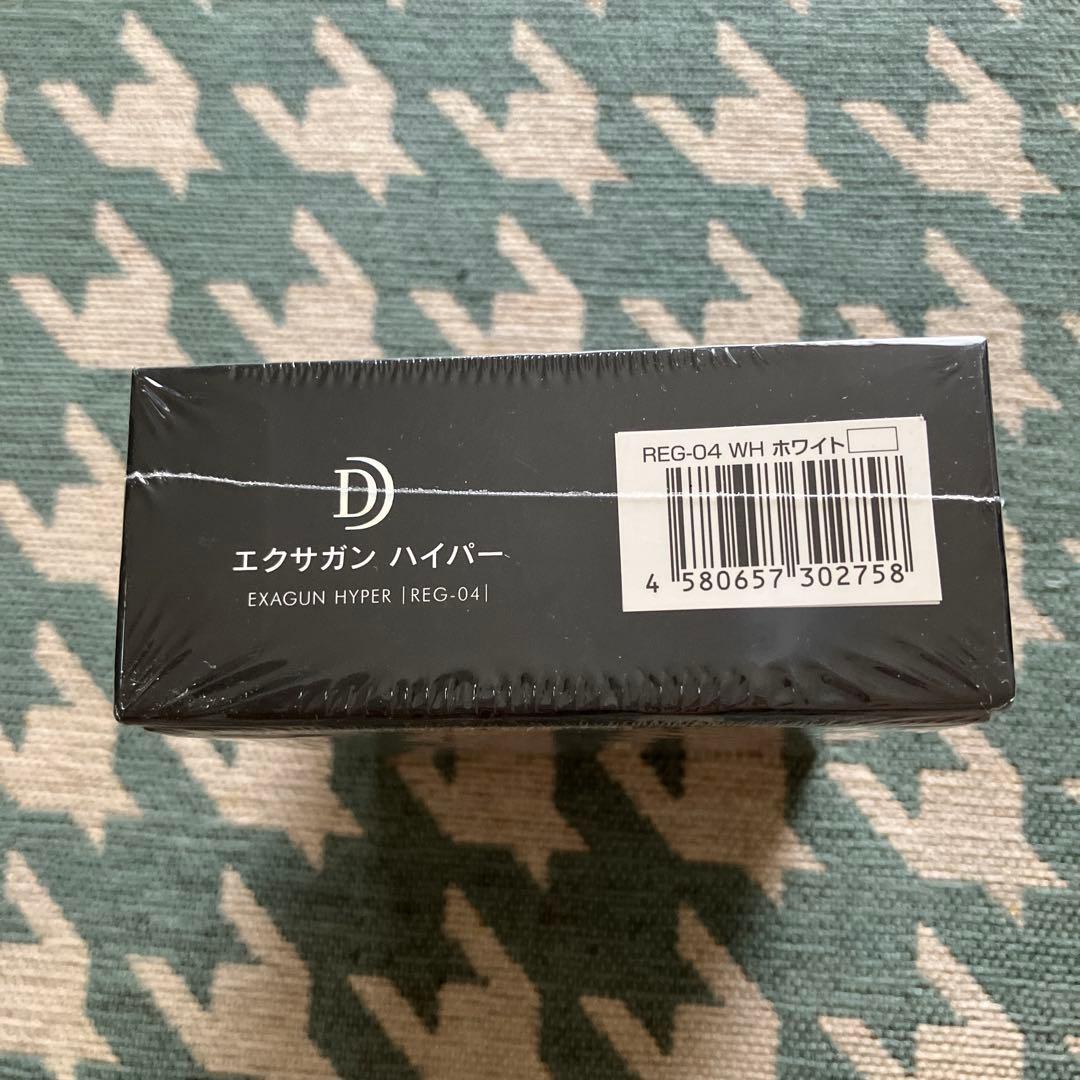 D
エクサガン ハイパー
EXAGUN HYPER |REG-04|
REG-04 WH ホワイト
4 580657 302758